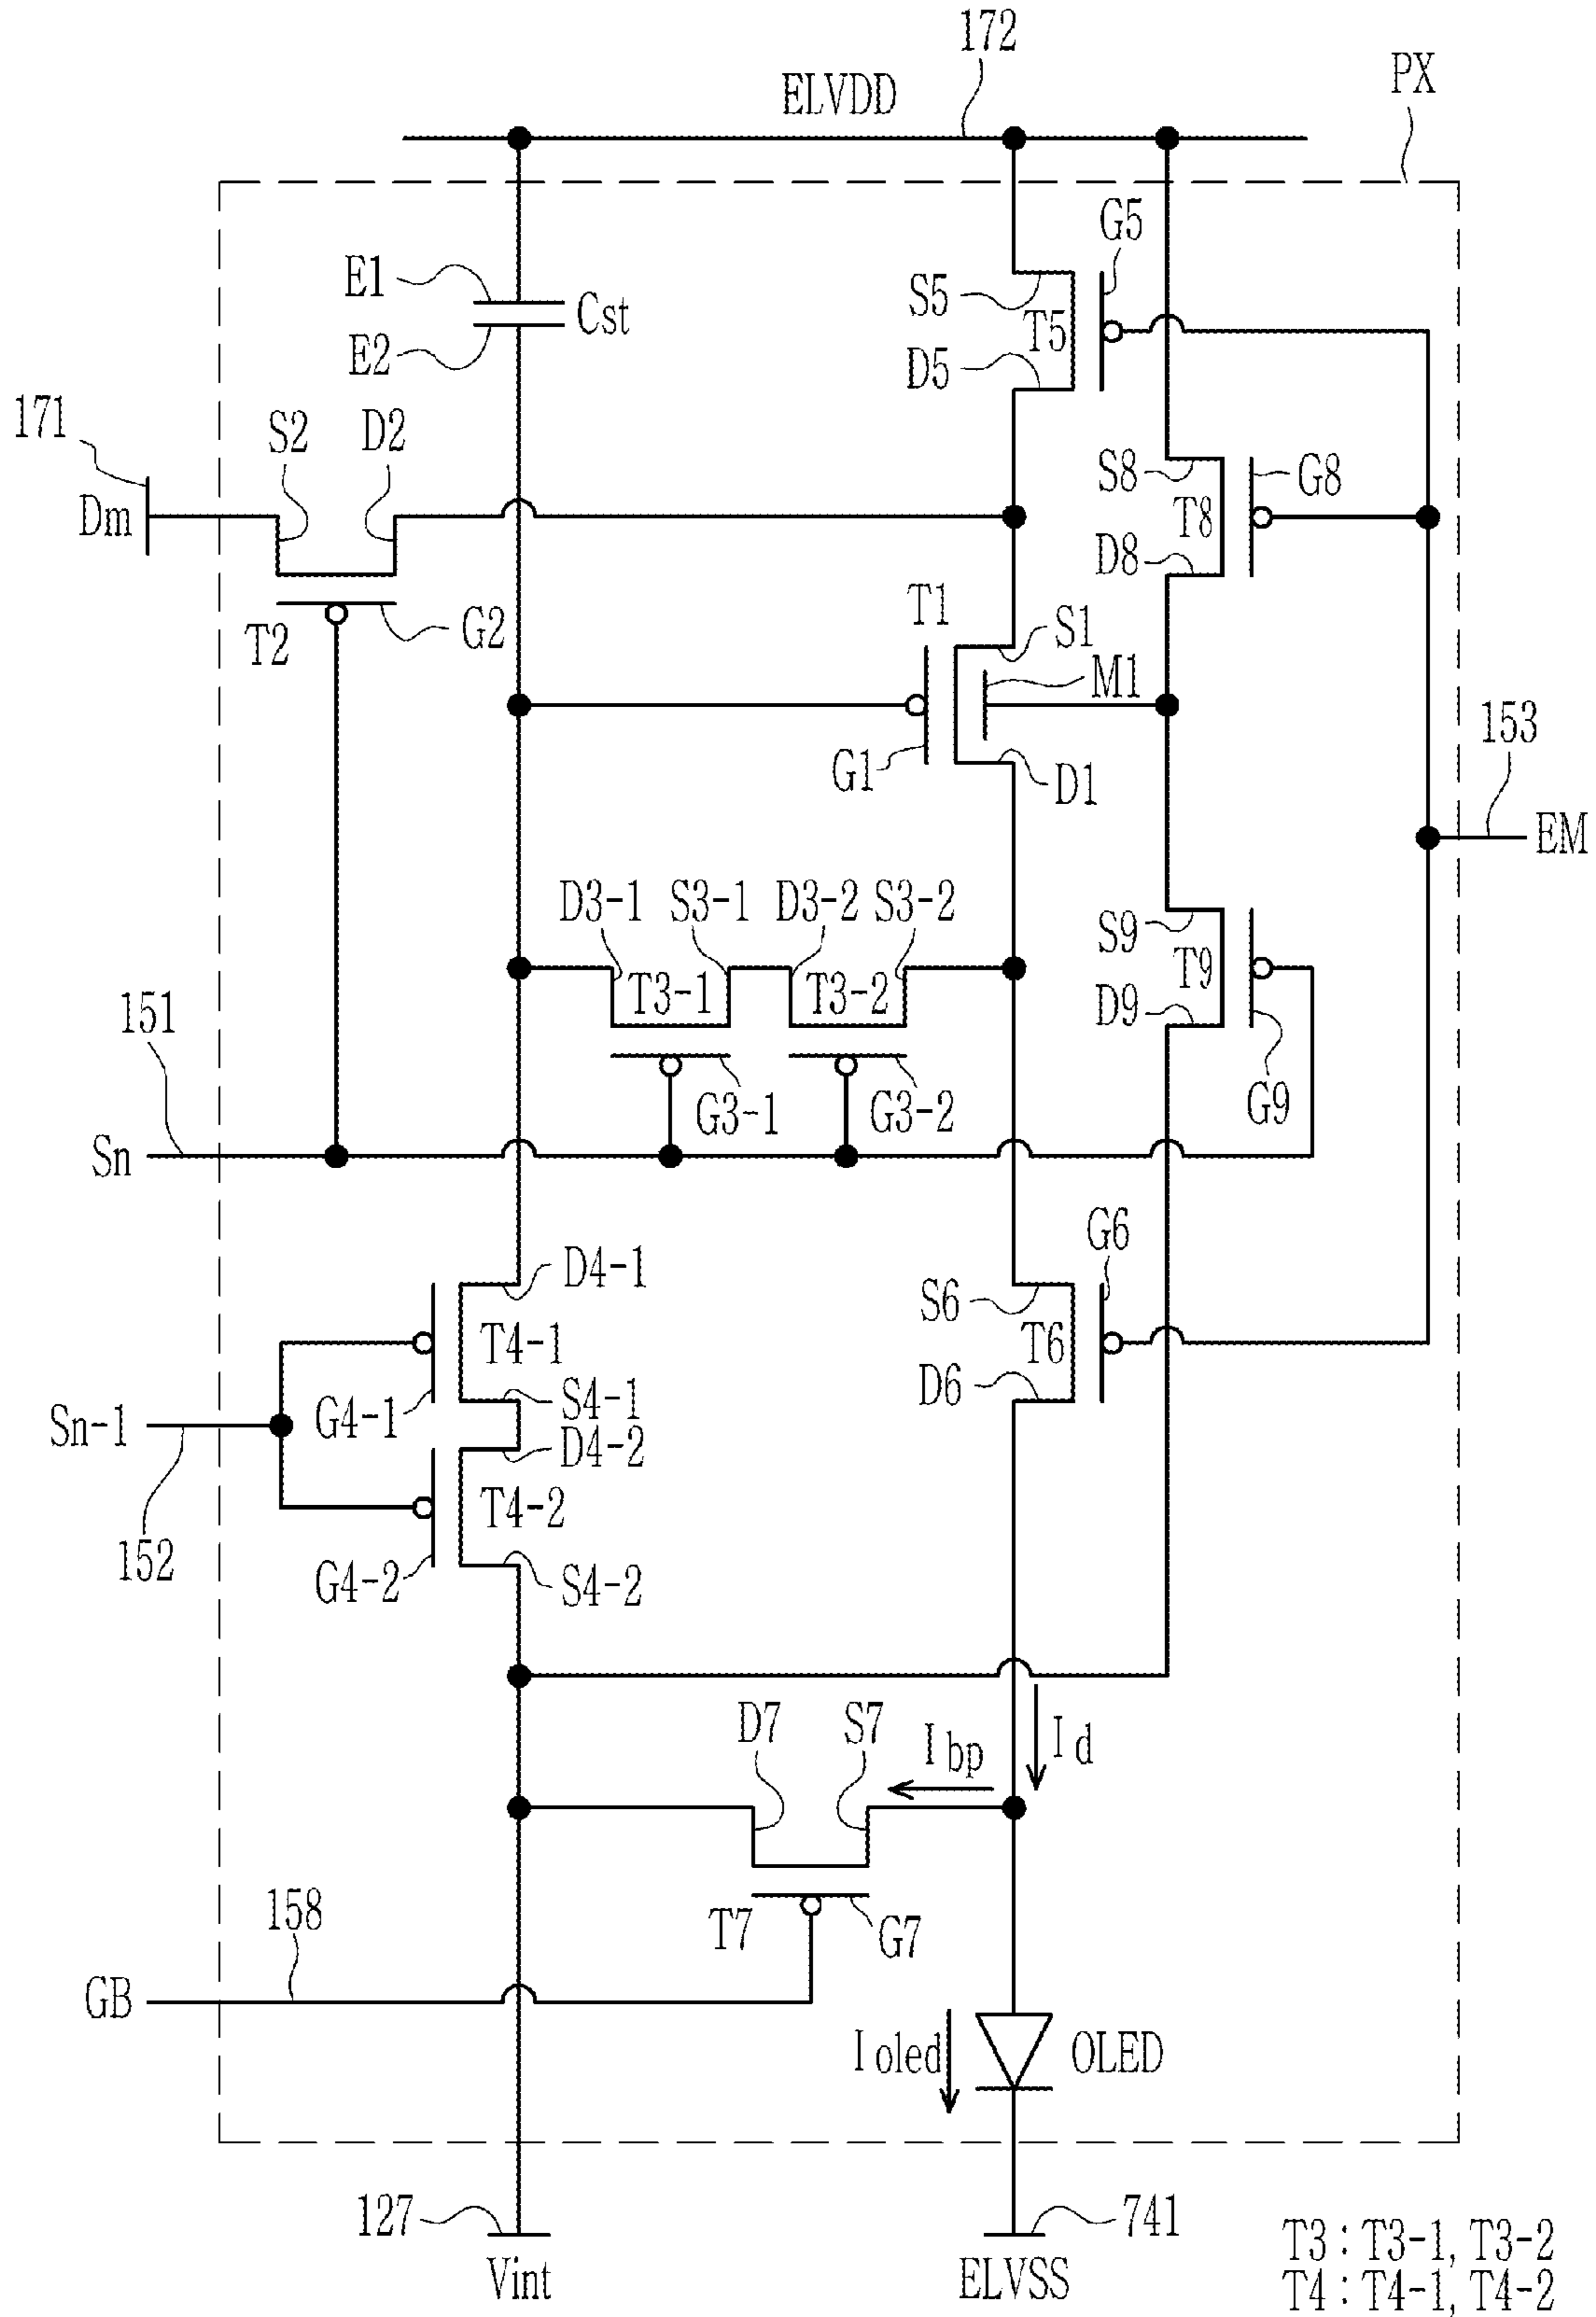 172
ELVDD
PX
G5
E1
Cst
S5
T5
E2
D5
171
S2
D2
S8
G8
Dm
T8
D8
T1
S1
T2
G2
M1
G1
D1
153
EM
D3-1
S3-1
D3-2
S3-2
S9
T9
T3-1
T3-2
D9
151
G3-1
G3-2
G9
Sn
G6
D4-1
S6
T4-1
T6
D6
S4-1
G4-1
Sn-1
D4-2
T4-2
152
G4-2
S4-2
D7
S7
I bp
I d
158
T7
G7
GB
I oled
OLED
127
741
Vint
ELVSS
T3 : T3-1, T3-2
T4 : T4-1, T4-2